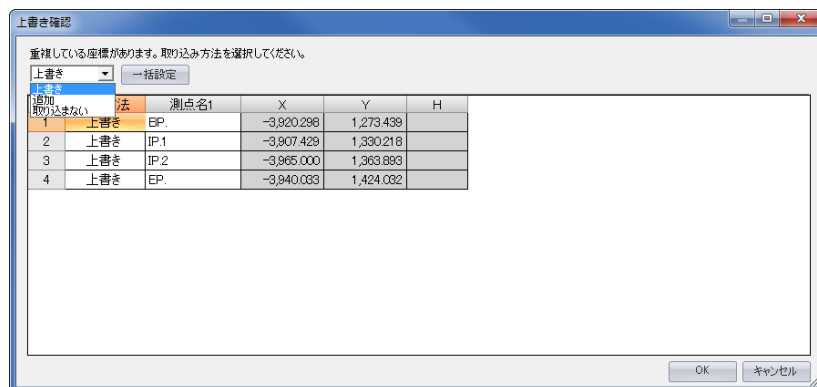 上書き確認
重複している座標があります。取り込み方法を選択してください。
上書き 一括設定
上書き
追加
取り込まない
法 測点名1 X Y H
1 上書き BP. -3,920.298 1,273.439
2 上書き IP.1 -3,907.429 1,330.218
3 上書き IP.2 -3,965.000 1,363.893
4 上書き EP. -3,940.033 1,424.032
OK キャンセル